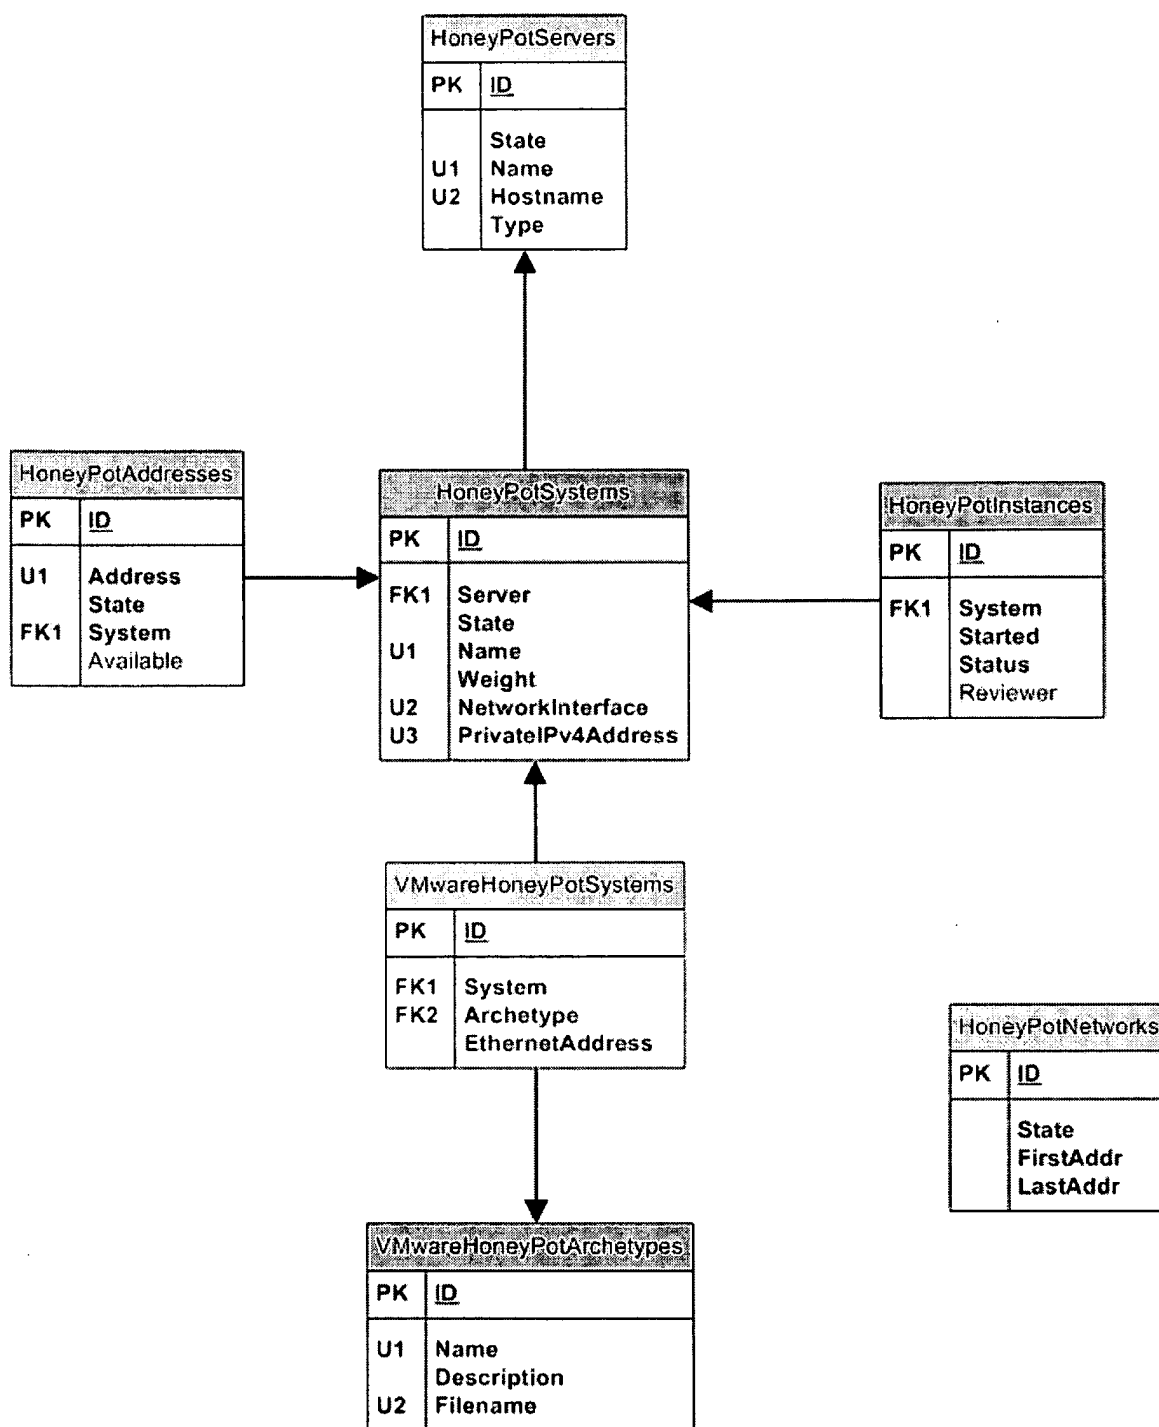 HoneyPotServers
PK ID
State
U1 Name
U2 Hostname
Type
HoneyPotAddresses
PK ID
U1 Address
State
FK1 System
Available
HoneyPotSystems
PK ID
FK1 Server
State
U1 Name
Weight
U2 NetworkInterface
U3 PrivateIPv4Address
HoneyPotInstances
PK ID
FK1 System
Started
Status
Reviewer
VMwareHoneyPotSystems
PK ID
FK1 System
FK2 Archetype
EthernetAddress
HoneyPotNetworks
PK ID
State
FirstAddr
LastAddr
VMwareHoneyPotArchetypes
PK ID
U1 Name
Description
U2 Filename